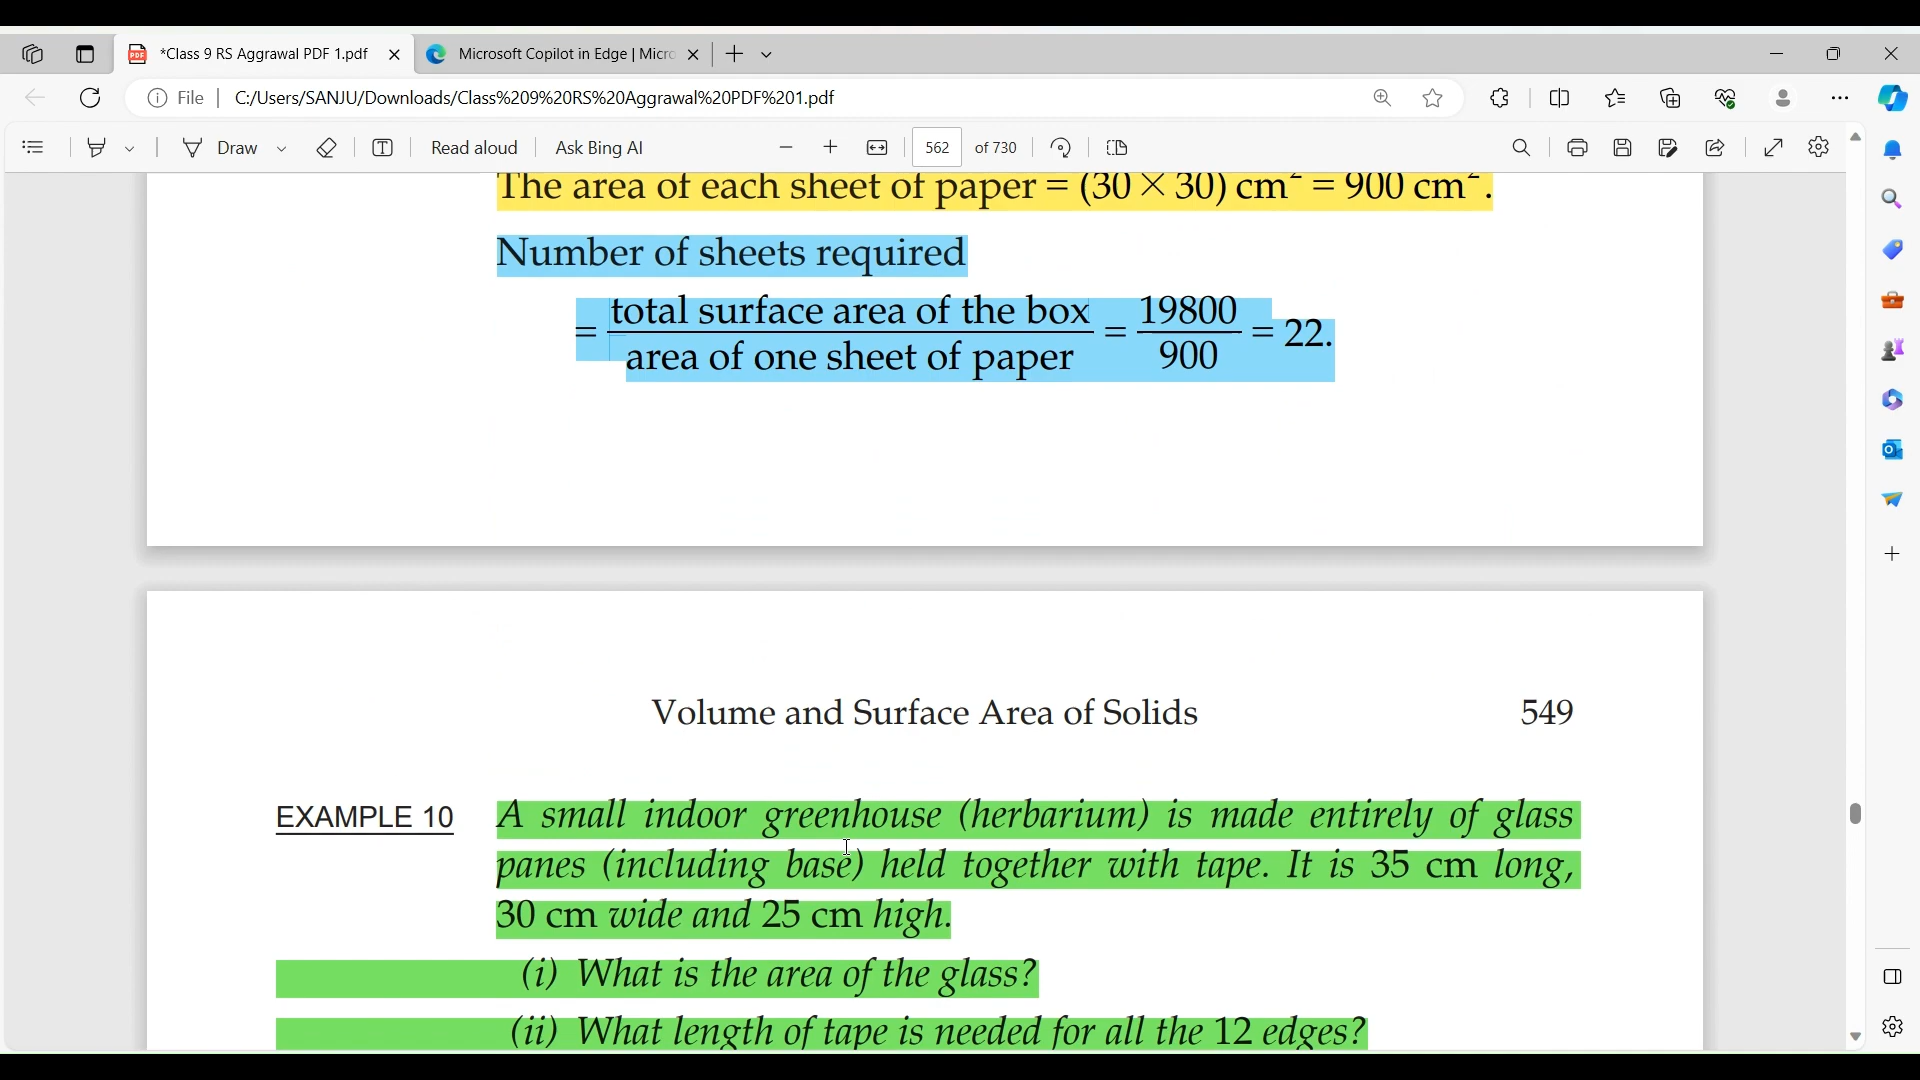 *Class 9 RS Aggrawal PDF 1.pdf
Microsoft Copilot in Edge | Micro
File
C:/Users/SANJU/Downloads/Class%209%20RS%20Aggrawal%20PDF%201.pdf
Draw
Read aloud
Ask Bing AI
562 of 730
The area of each sheet of paper = (30 × 30) cm² = 900 cm².
Number of sheets required
= total surface area of the box / area of one sheet of paper = 19800 / 900 = 22.
Volume and Surface Area of Solids 549
EXAMPLE 10 A small indoor greenhouse (herbarium) is made entirely of glass
panes (including base) held together with tape. It is 35 cm long,
30 cm wide and 25 cm high.
(i) What is the area of the glass?
(ii) What length of tape is needed for all the 12 edges?